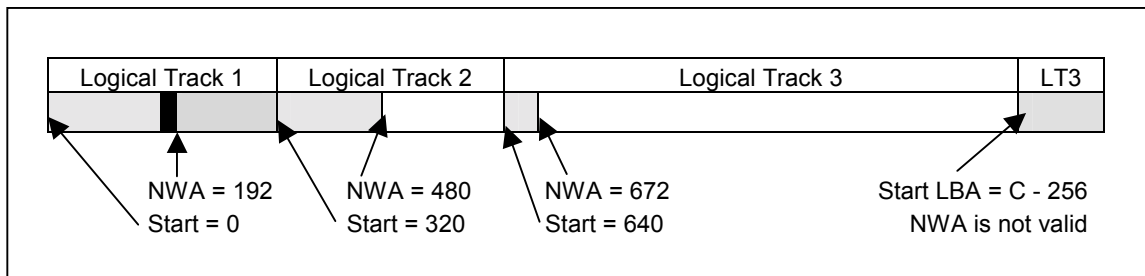 Logical Track 1 Logical Track 2 Logical Track 3 LT3
NWA = 192 NWA = 480 NWA = 672 Start LBA = C - 256
Start = 0 Start = 320 Start = 640 NWA is not valid